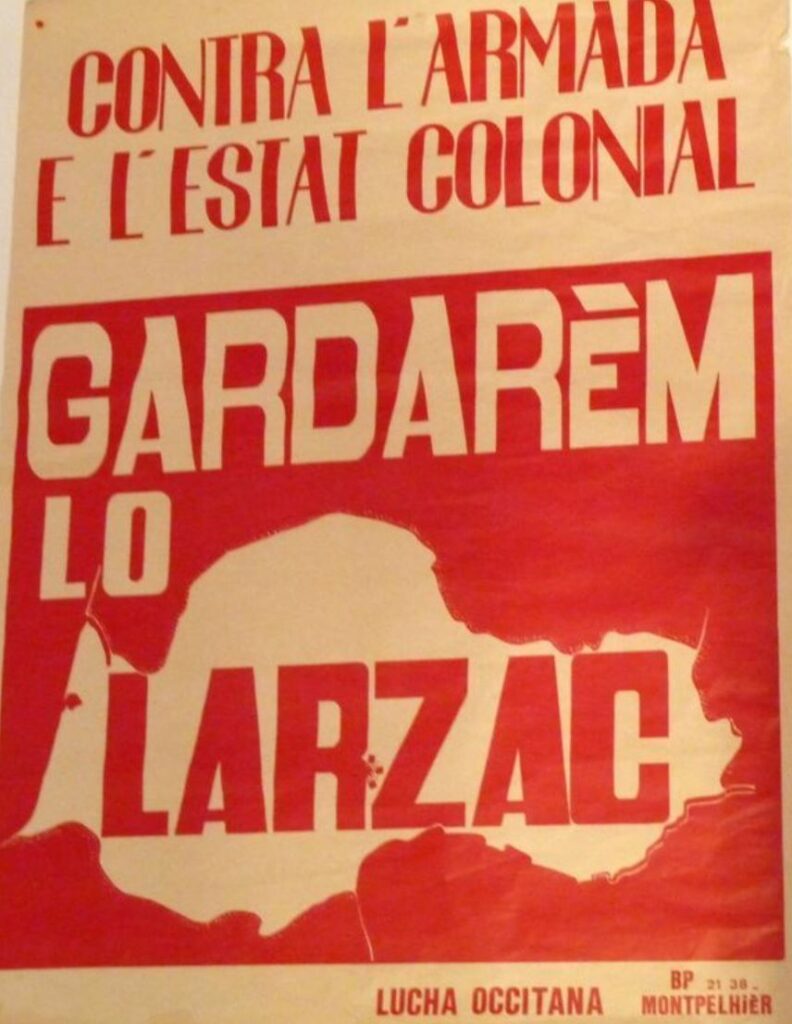 CONTRA L'ARMADA
E L'ESTAT COLONIAL
GARDARÈM
LO
LARZAC
LUCHA OCCITANA
BP 21 38 -
MONTPELHIÈR